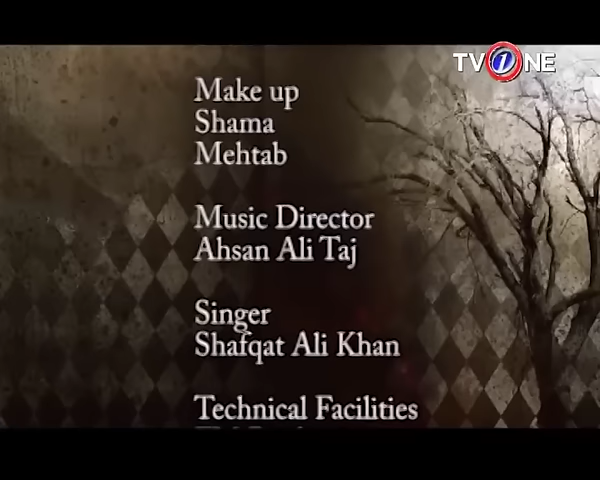 TV ONE
Make up
Shama
Mehtab
Music Director
Ahsan Ali Taj
Singer
Shafqat Ali Khan
Technical Facilities